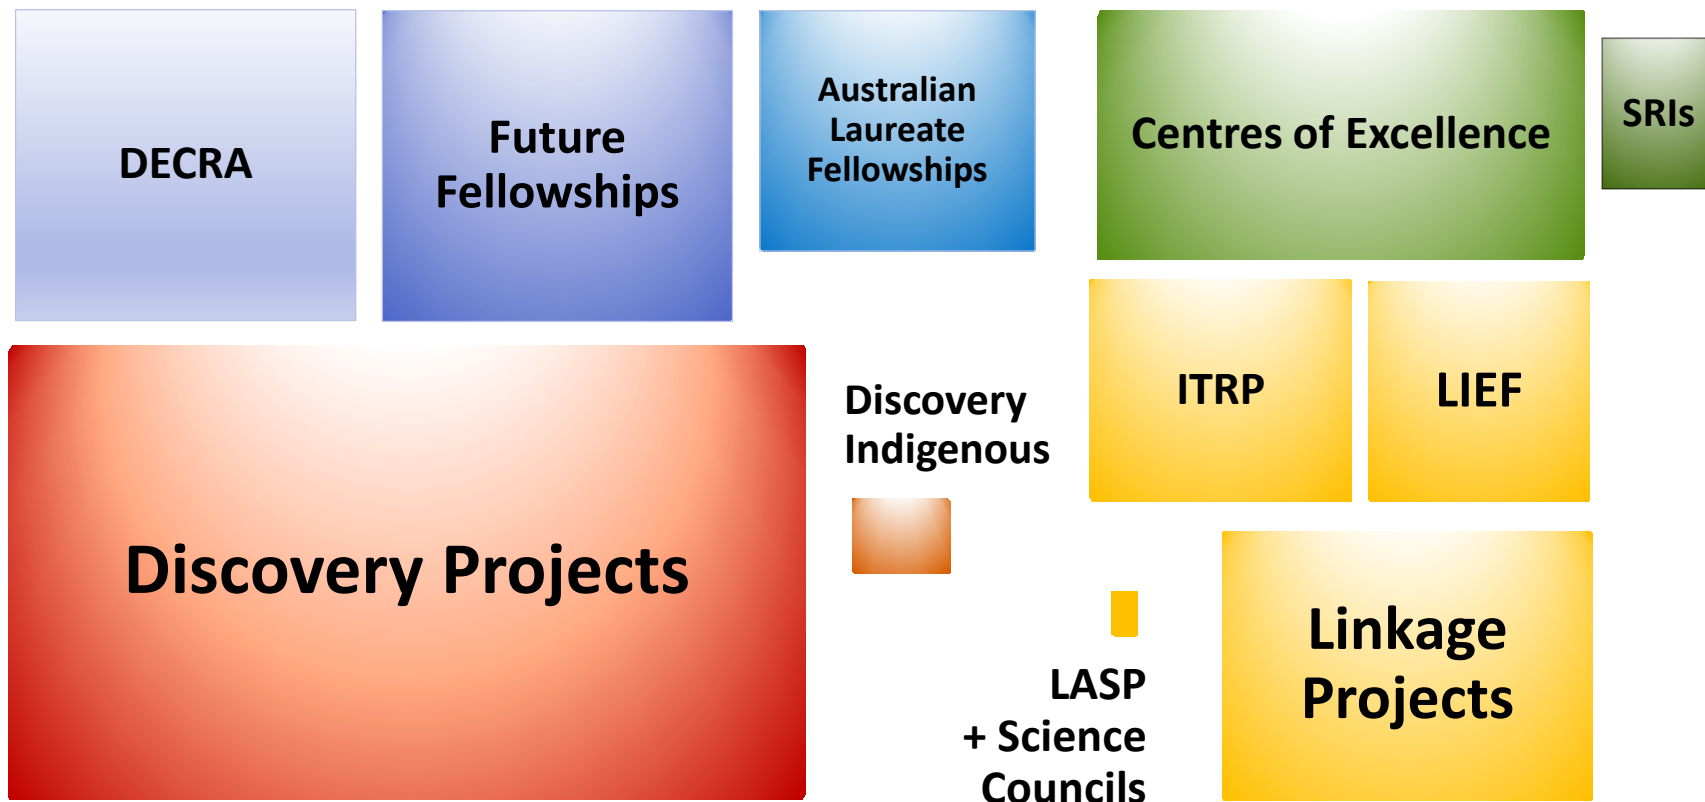 DECRA
Future
Fellowships
Australian
Laureate
Fellowships
Centres of Excellence
SRIs
Discovery Projects
Discovery
Indigenous
ITRP
LIEF
LASP
+ Science
Councils
Linkage
Projects